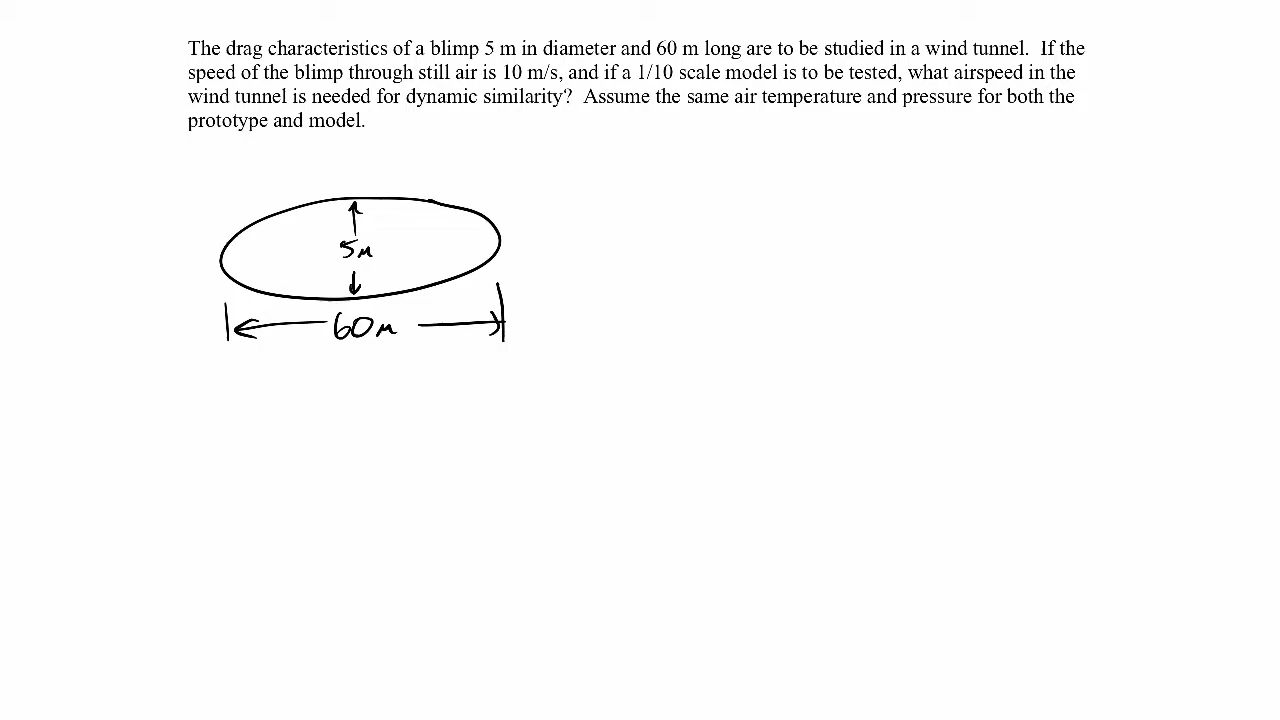 The drag characteristics of a blimp 5 m in diameter and 60 m long are to be studied in a wind tunnel.  If the
speed of the blimp through still air is 10 m/s, and if a 1/10 scale model is to be tested, what airspeed in the
wind tunnel is needed for dynamic similarity?  Assume the same air temperature and pressure for both the
prototype and model.
5m
60m